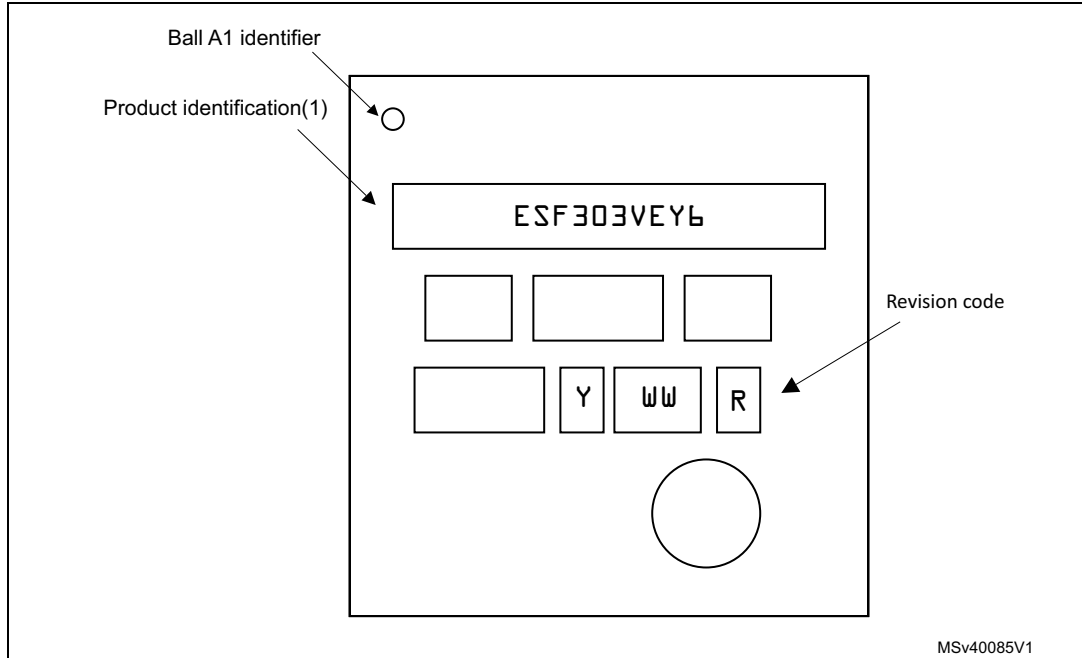 Ball A1 identifier
Product identification(1)
ESF303VEY6
Revision code
Y WW R
MSv40085V1